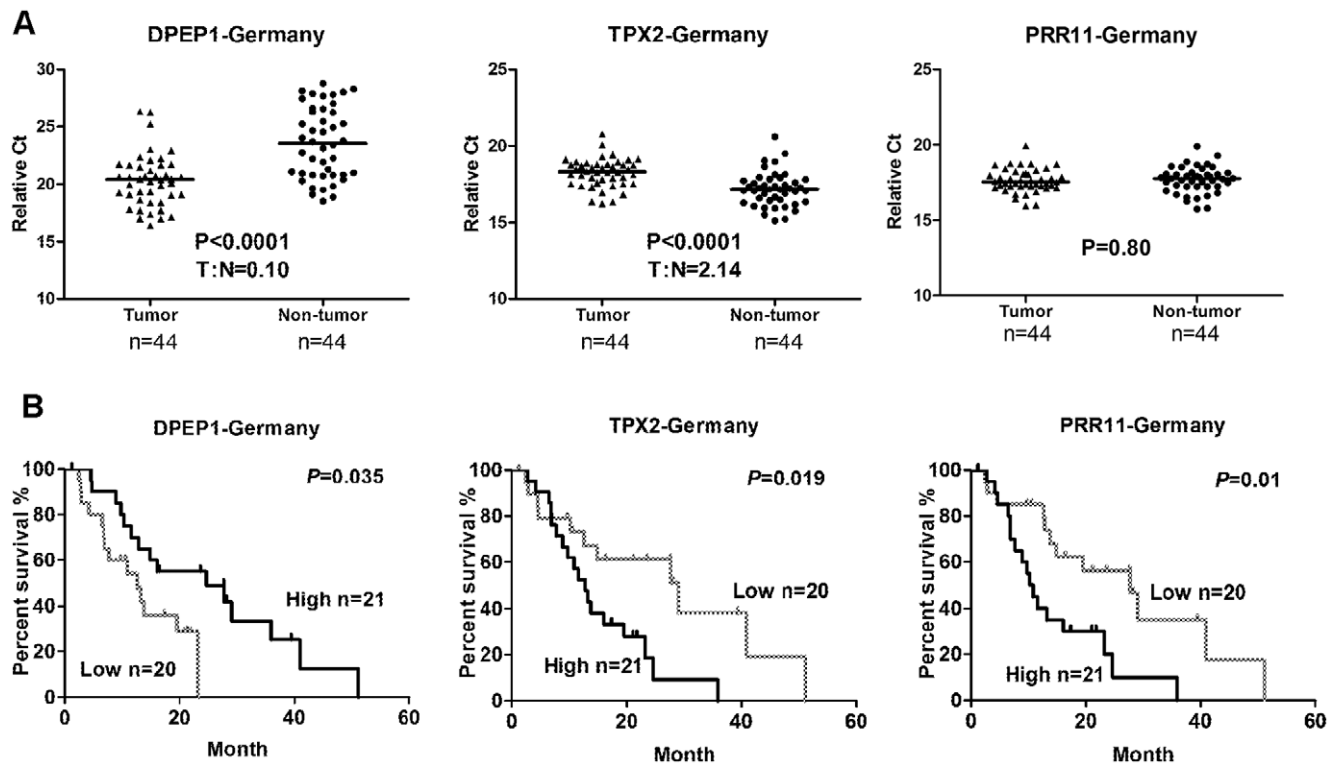 A
DPEP1-Germany
TPX2-Germany
PRR11-Germany
Relative Ct
30
25
20
15
10
P<0.0001
T:N=0.10
Tumor
Non-tumor
n=44
n=44
Relative Ct
25
20
15
10
P<0.0001
T:N=2.14
Tumor
Non-tumor
n=44
n=44
Relative Ct
25
20
15
10
P=0.80
Tumor
Non-tumor
n=44
n=44
B
DPEP1-Germany
TPX2-Germany
PRR11-Germany
Percent survival %
100
80
60
40
20
0
P=0.035
High n=21
Low n=20
0
20
40
60
Month
Percent survival %
100
80
60
40
20
0
P=0.019
Low n=20
High n=21
0
20
40
60
Month
Percent survival %
100
80
60
40
20
0
P=0.01
Low n=20
High n=21
0
20
40
60
Month